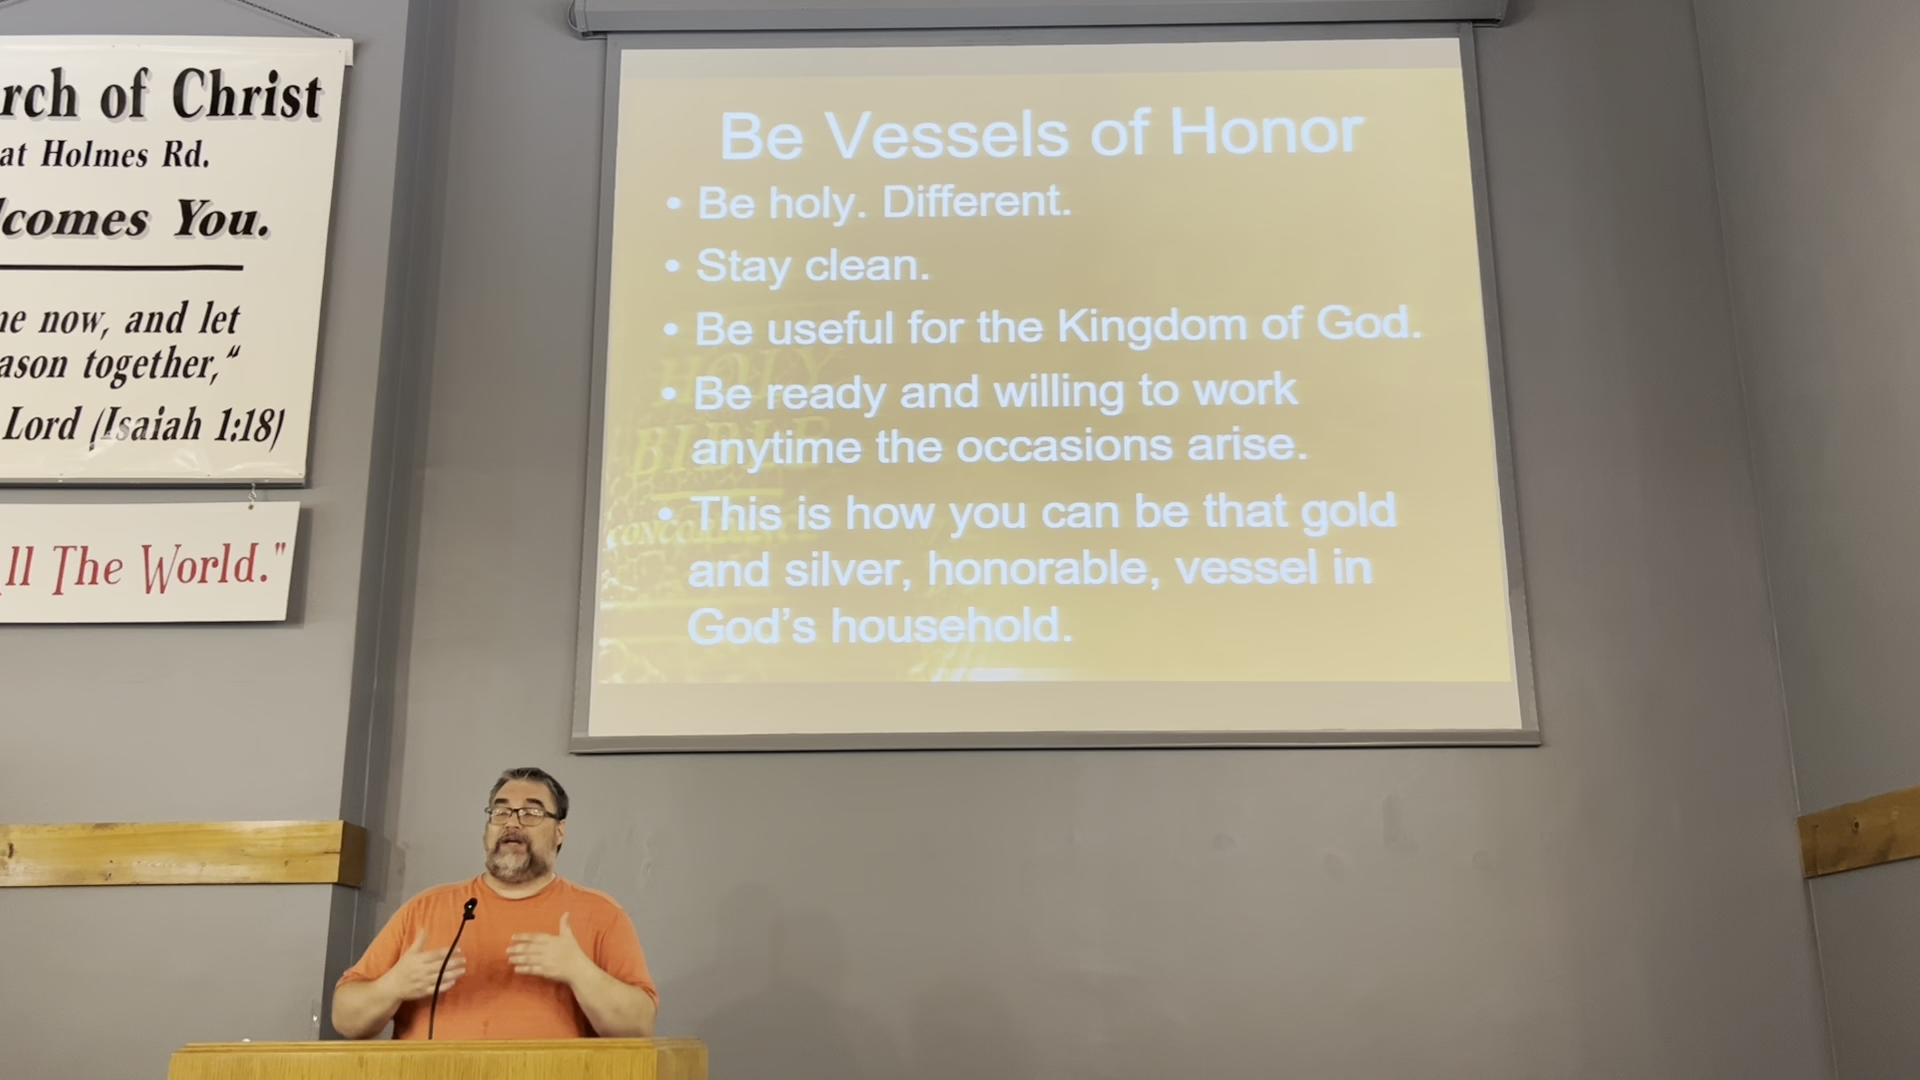 rch of Christ
at Holmes Rd.
lcomes You.
ne now, and let
ason together,“
Lord (Isaiah 1:18)
ll The World."
Be Vessels of Honor
• Be holy. Different.
• Stay clean.
• Be useful for the Kingdom of God.
• Be ready and willing to work
anytime the occasions arise.
• This is how you can be that gold
and silver, honorable, vessel in
God’s household.
HOLY
BIBLE